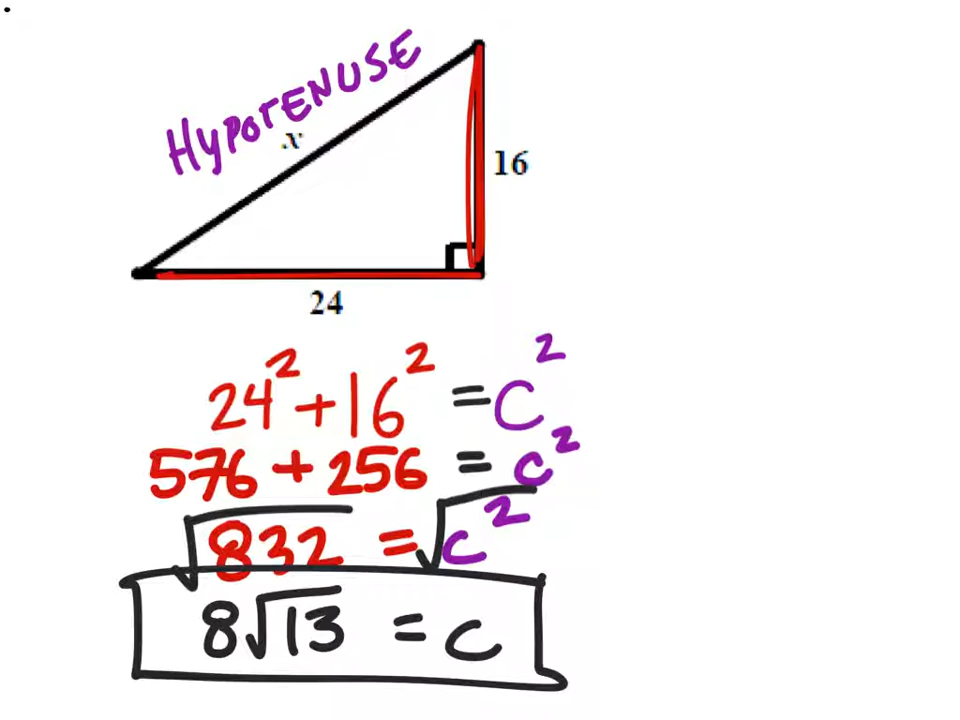 HYPOTENUSE
x
16
24
24² + 16² = C²
576 + 256 = c²
√832 = √c²
8√13 = c